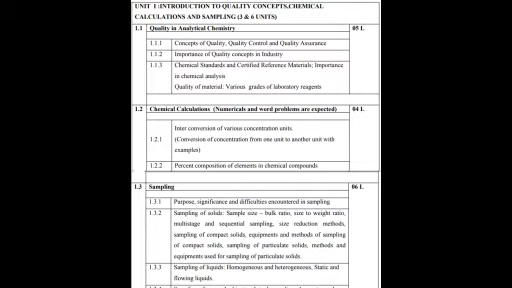 UNIT I :INTRODUCTION TO QUALITY CONCEPTS,CHEMICAL
CALCULATIONS AND SAMPLING (3 & 6 UNITS)
1.1 Quality in Analytical Chemistry 05 L
1.1.1 Concepts of Quality, Quality Control and Quality Assurance
1.1.2 Importance of Quality concepts in Industry
1.1.3 Chemical Standards and Certified Reference Materials; Importance
in chemical analysis
Quality of material: Various grades of laboratory reagents
1.2 Chemical Calculations (Numericals and word problems are expected) 04 L
Inter conversion of various concentration units.
1.2.1 (Conversion of concentration from one unit to another unit with
examples)
1.2.2 Percent composition of elements in chemical compounds
1.3 Sampling 06 L
1.3.1 Purpose, significance and difficulties encountered in sampling
1.3.2 Sampling of solids: Sample size – bulk ratio, size to weight ratio,
multistage and sequential sampling, size reduction methods,
sampling of compact solids, equipments and methods of sampling
of compact solids, sampling of particulate solids, methods and
equipments used for sampling of particulate solids.
1.3.3 Sampling of liquids: Homogeneous and heterogeneous, Static and
flowing liquids.